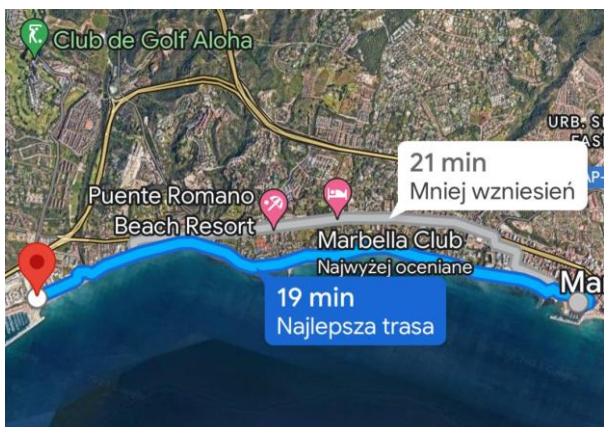 Club de Golf Aloha
URB. S
FAS
21 min
AP-
Mniej wzniesień
Puente Romano
Beach Resort
Marbella Club
Najwyżej oceniane
Mar
19 min
Najlepsza trasa